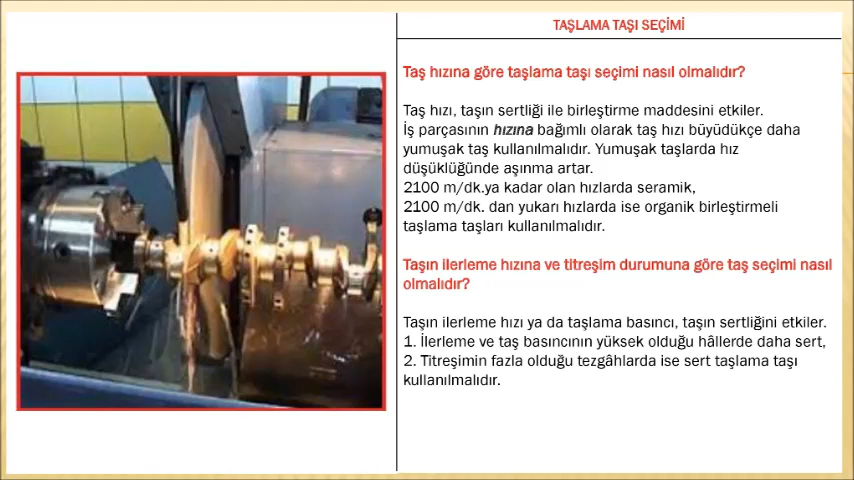 TAŞLAMA TAŞI SEÇİMİ
Taş hızına göre taşlama taşı seçimi nasıl olmalıdır?
Taş hızı, taşın sertliği ile birleştirme maddesini etkiler.
İş parçasının hızına bağımlı olarak taş hızı büyüdükçe daha
yumuşak taş kullanılmalıdır. Yumuşak taşlarda hız
düşüklüğünde aşınma artar.
2100 m/dk.ya kadar olan hızlarda seramik,
2100 m/dk. dan yukarı hızlarda ise organik birleştirmeli
taşlama taşları kullanılmalıdır.
Taşın ilerleme hızına ve titreşim durumuna göre taş seçimi nasıl
olmalıdır?
Taşın ilerleme hızı ya da taşlama basıncı, taşın sertliğini etkiler.
1. İlerleme ve taş basıncının yüksek olduğu hâllerde daha sert,
2. Titreşimin fazla olduğu tezgâhlarda ise sert taşlama taşı
kullanılmalıdır.